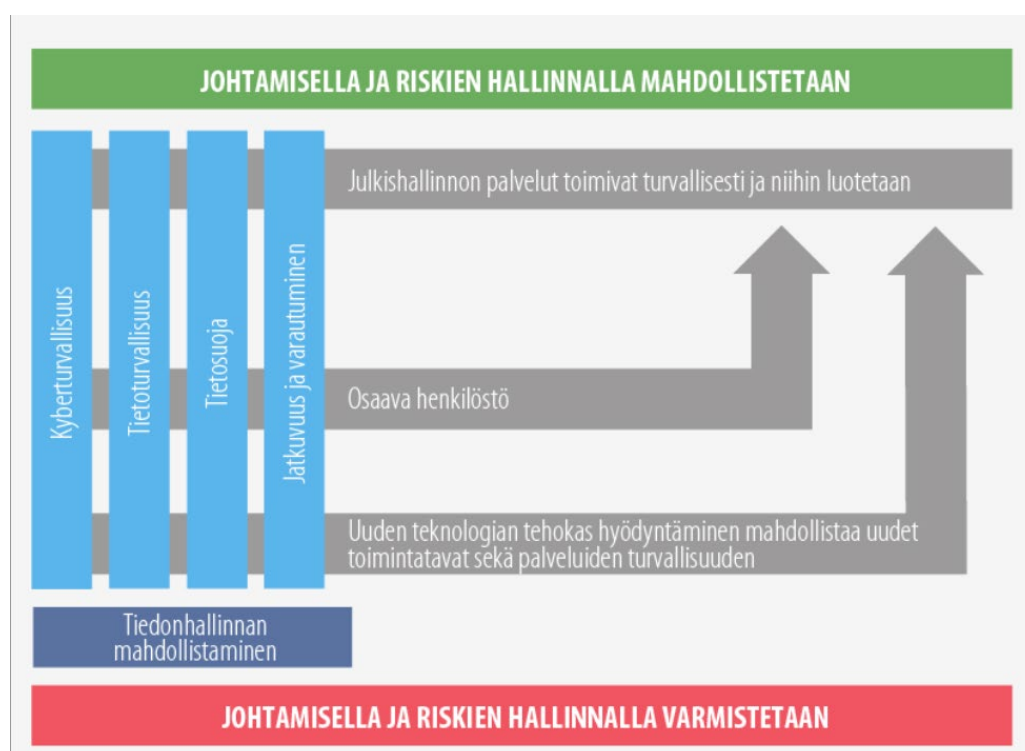 JOHTAMISELLA JA RISKIEN HALLINNALLA MAHDOLLISTETAAN
Kyberturvallisuus
Tietoturvallisuus
Tietosuoja
Jatkuvuus ja varautuminen
Julkishallinnon palvelut toimivat turvallisesti ja niihin luotetaan
Osaava henkilöstö
Uuden teknologian tehokas hyödyntäminen mahdollistaa uudet
toimintatavat sekä palveluiden turvallisuuden
Tiedonhallinnan
mahdollistaminen
JOHTAMISELLA JA RISKIEN HALLINNALLA VARMISTETAAN